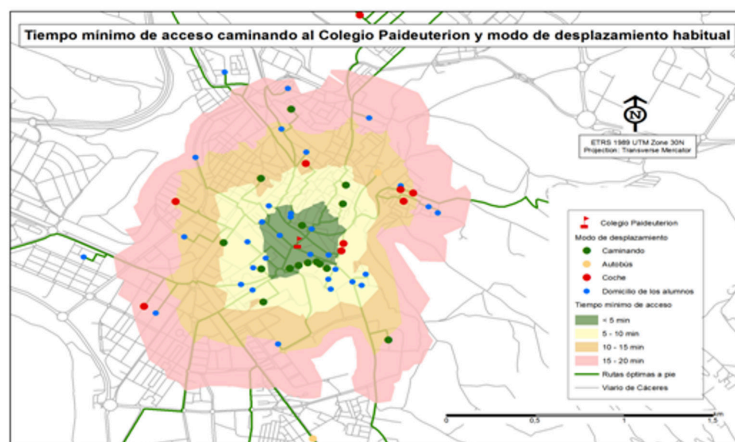 Tiempo mínimo de acceso caminando al Colegio Paideuterion y modo de desplazamiento habitual
N
ETRS 1989 UTM Zone 30N
Projection: Transverse Mercator
Colegio Paideuterion
Modo de desplazamiento
Caminando
Autobús
Coche
Domicilio de los alumnos
Tiempo mínimo de acceso
< 5 min
5 - 10 min
10 - 15 min
15 - 20 min
Rutas óptimas a pie
Viario de Cáceres
km
0 0,5 1 1,5